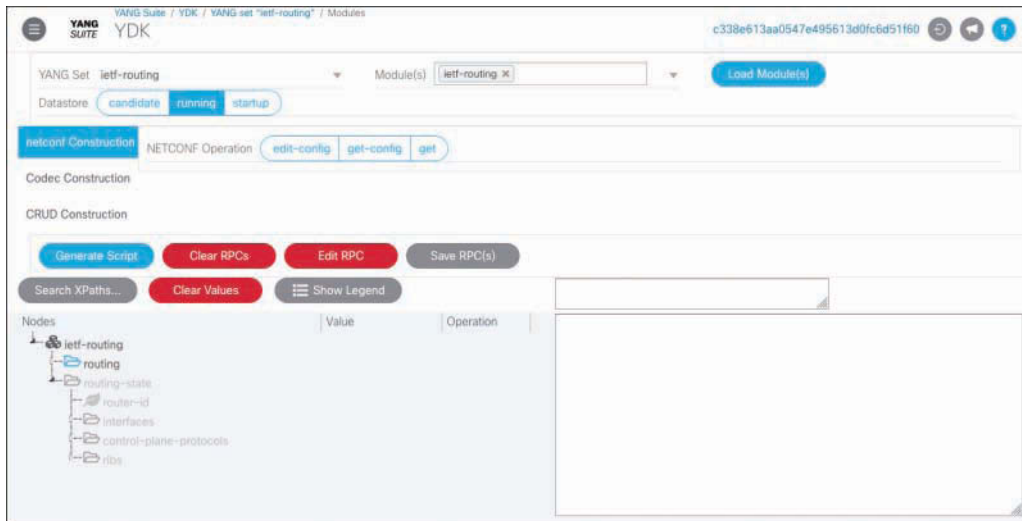 YANG Suite / YDK / YANG set "ietf-routing" / Modules
YANG SUITE YDK c338e613aa0547e495613d0fc6d51f60 ?
YANG Set ietf-routing Module(s) ietf-routing × Load Module(s)
Datastore candidate running startup
netconf Construction NETCONF Operation edit-config get-config get
Codec Construction
CRUD Construction
Generate Script Clear RPCs Edit RPC Save RPC(s)
Search XPaths... Clear Values Show Legend
Nodes Value Operation
ietf-routing
routing
routing-state
router-id
interfaces
control-plane-protocols
ribs